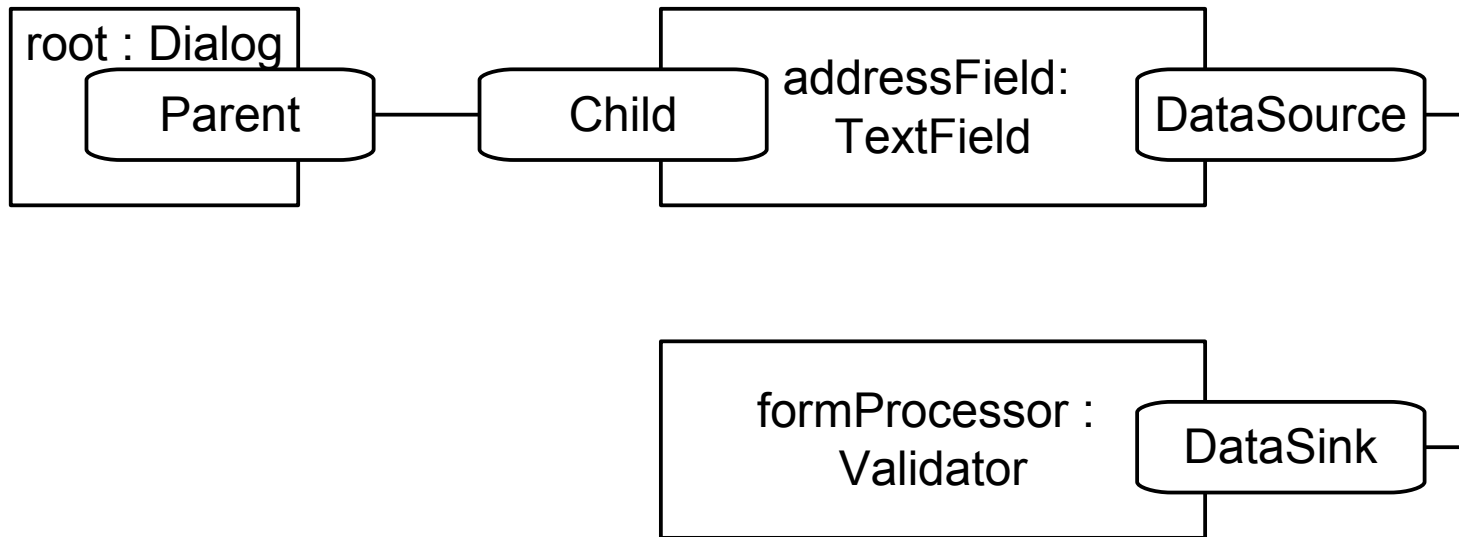 root : Dialog
Parent
Child
addressField:
TextField
DataSource
formProcessor :
Validator
DataSink